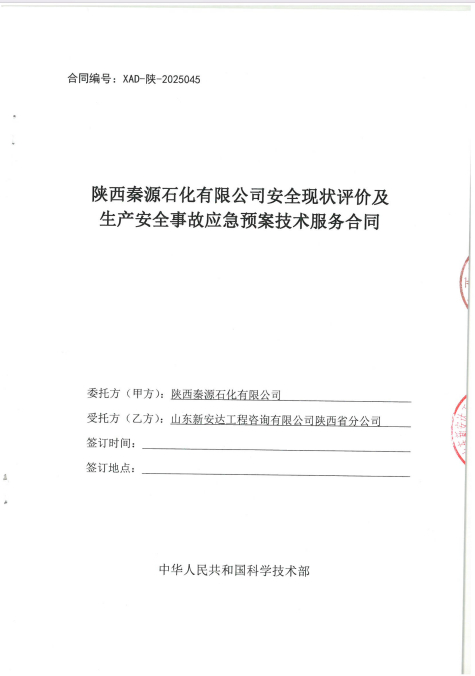 合同编号：XAD-陕-2025045
陕西秦源石化有限公司安全现状评价及
生产安全事故应急预案技术服务合同
委托方（甲方）：陕西秦源石化有限公司
受托方（乙方）：山东新安达工程咨询有限公司陕西省分公司
签订时间：
签订地点：
中华人民共和国科学技术部